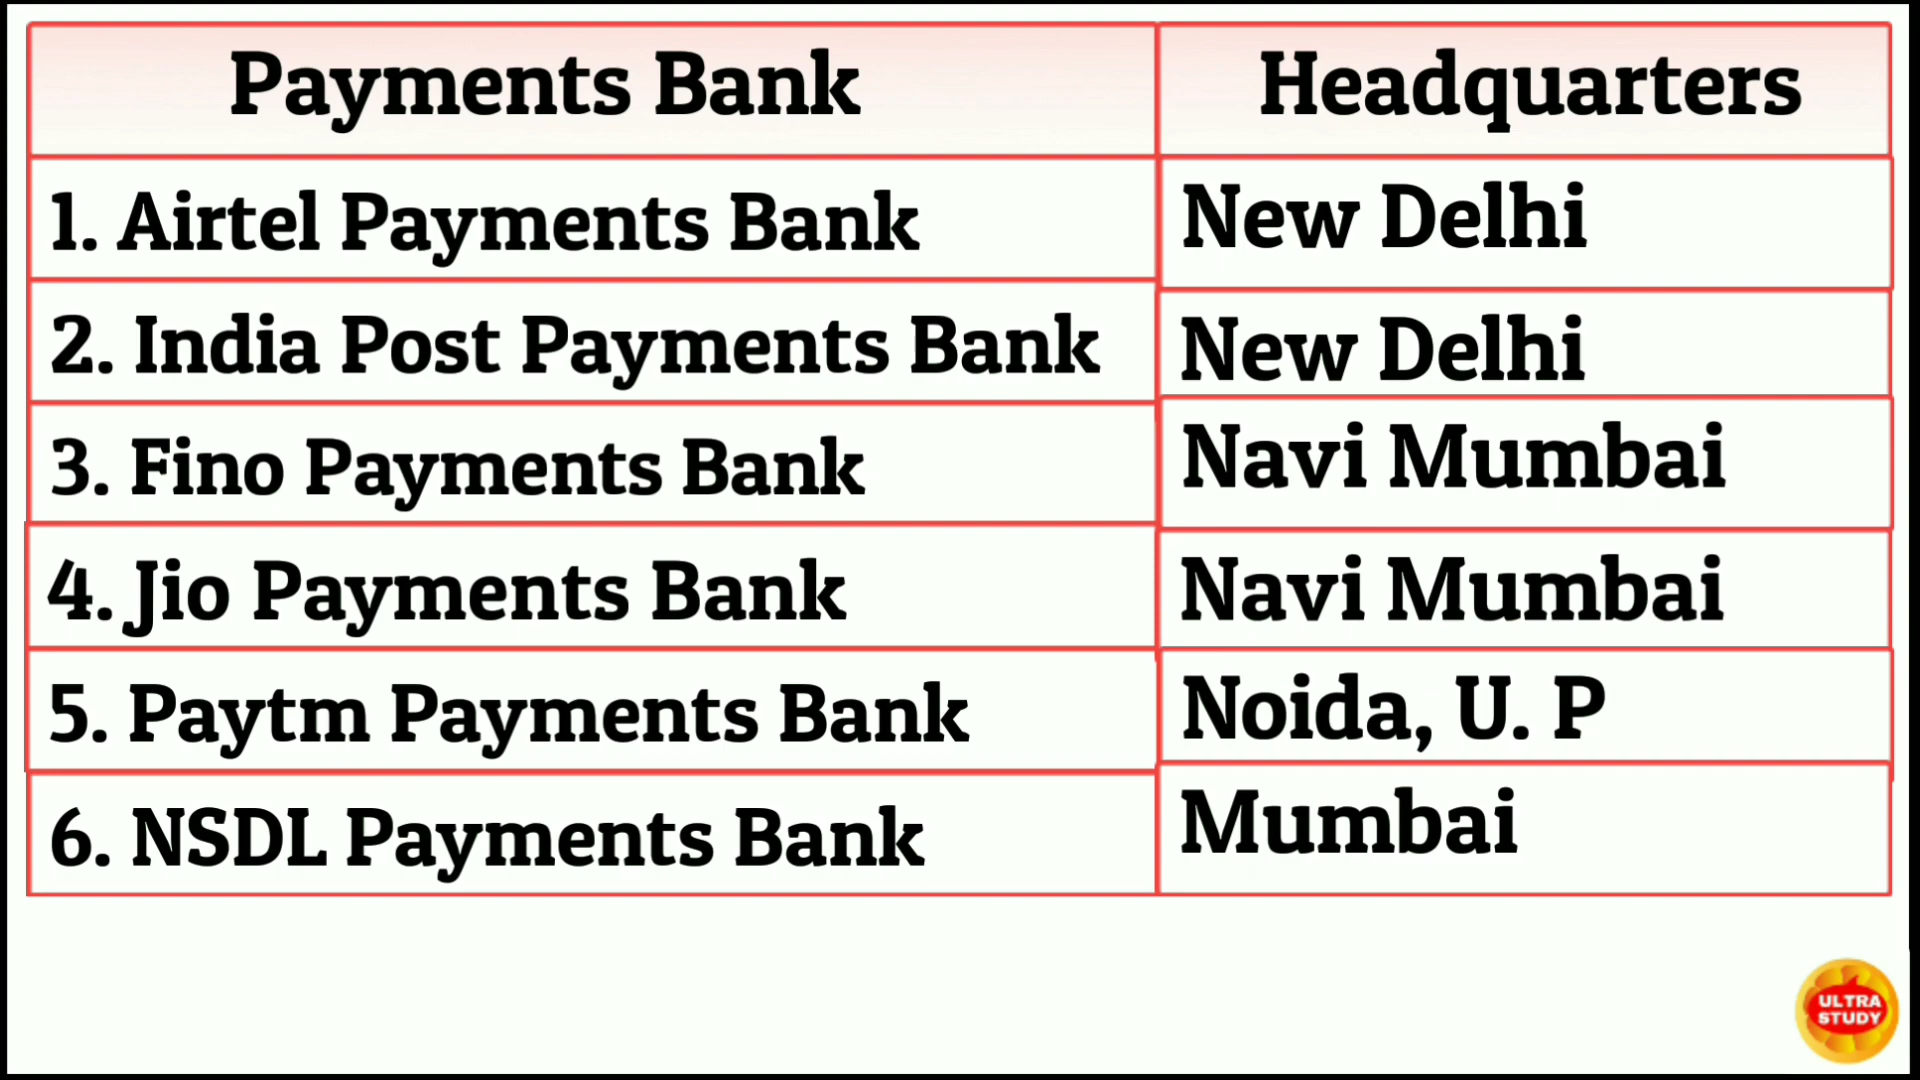 Payments Bank Headquarters
1. Airtel Payments Bank New Delhi
2. India Post Payments Bank New Delhi
3. Fino Payments Bank Navi Mumbai
4. Jio Payments Bank Navi Mumbai
5. Paytm Payments Bank Noida, U. P
6. NSDL Payments Bank Mumbai
ULTRA
STUDY